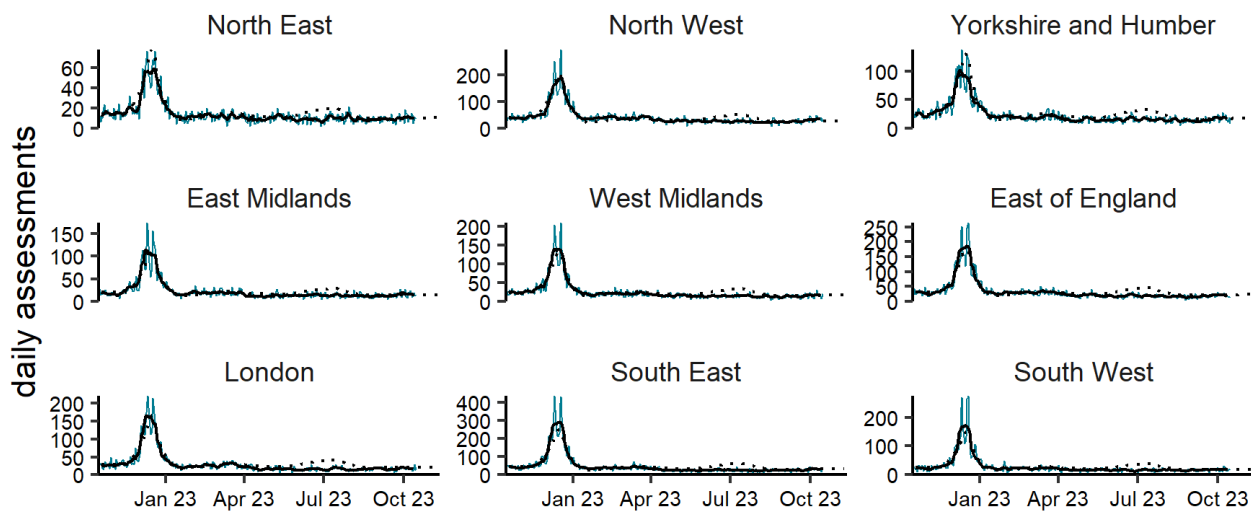 daily assessments
North East
60
40
20
0
North West
200
100
0
Yorkshire and Humber
100
50
0
East Midlands
150
100
50
0
West Midlands
200
150
100
50
0
East of England
250
200
150
100
50
0
London
200
150
100
50
0
Jan 23 Apr 23 Jul 23 Oct 23
South East
400
300
200
100
0
Jan 23 Apr 23 Jul 23 Oct 23
South West
200
100
0
Jan 23 Apr 23 Jul 23 Oct 23